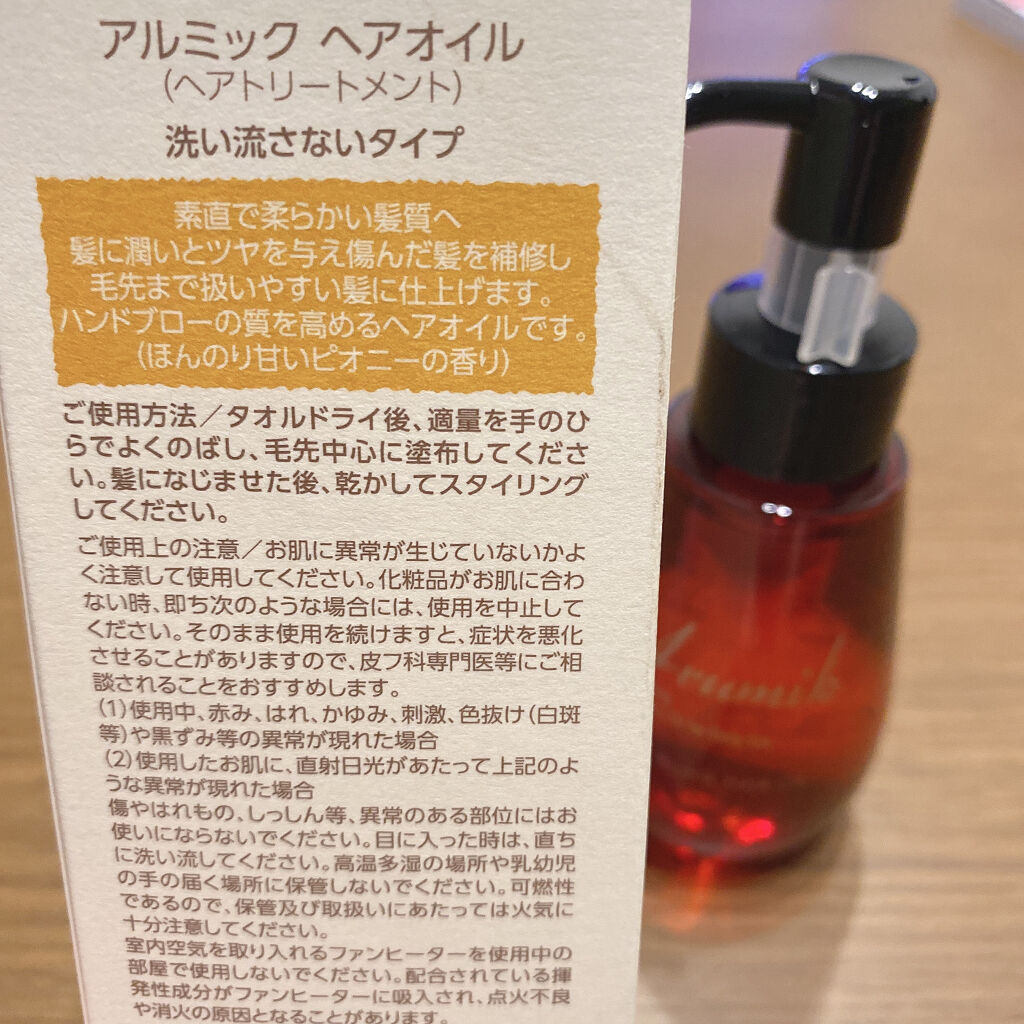 アルミック ヘアオイル
(ヘアトリートメント)
洗い流さないタイプ
素直で柔らかい髪質へ
髪に潤いとツヤを与え傷んだ髪を補修し
毛先まで扱いやすい髪に仕上げます。
ハンドブローの質を高めるヘアオイルです。
(ほんのり甘いピオニーの香り)
ご使用方法／タオルドライ後、適量を手のひ
らでよくのばし、毛先中心に塗布してくださ
い。髪になじませた後、乾かしてスタイリング
してください。
ご使用上の注意／お肌に異常が生じていないかよ
く注意して使用してください。化粧品がお肌に合わ
ない時、即ち次のような場合には、使用を中止して
ください。そのまま使用を続けますと、症状を悪化
させることがありますので、皮フ科専門医等にご相
談されることをおすすめします。
(1)使用中、赤み、はれ、かゆみ、刺激、色抜け(白斑
等)や黒ずみ等の異常が現れた場合
(2)使用したお肌に、直射日光があたって上記のよ
うな異常が現れた場合
傷やはれもの、しっしん等、異常のある部位にはお
使いにならないでください。目に入った時は、直ち
に洗い流してください。高温多湿の場所や乳幼児
の手の届く場所に保管しないでください。可燃性
であるので、保管及び取扱いにあたっては火気に
十分注意してください。
室内空気を取り入れるファンヒーターを使用中の
部屋で使用しないでください。配合されている揮
発性成分がファンヒーターに吸入され、点火不良
や消火の原因となることがあります。